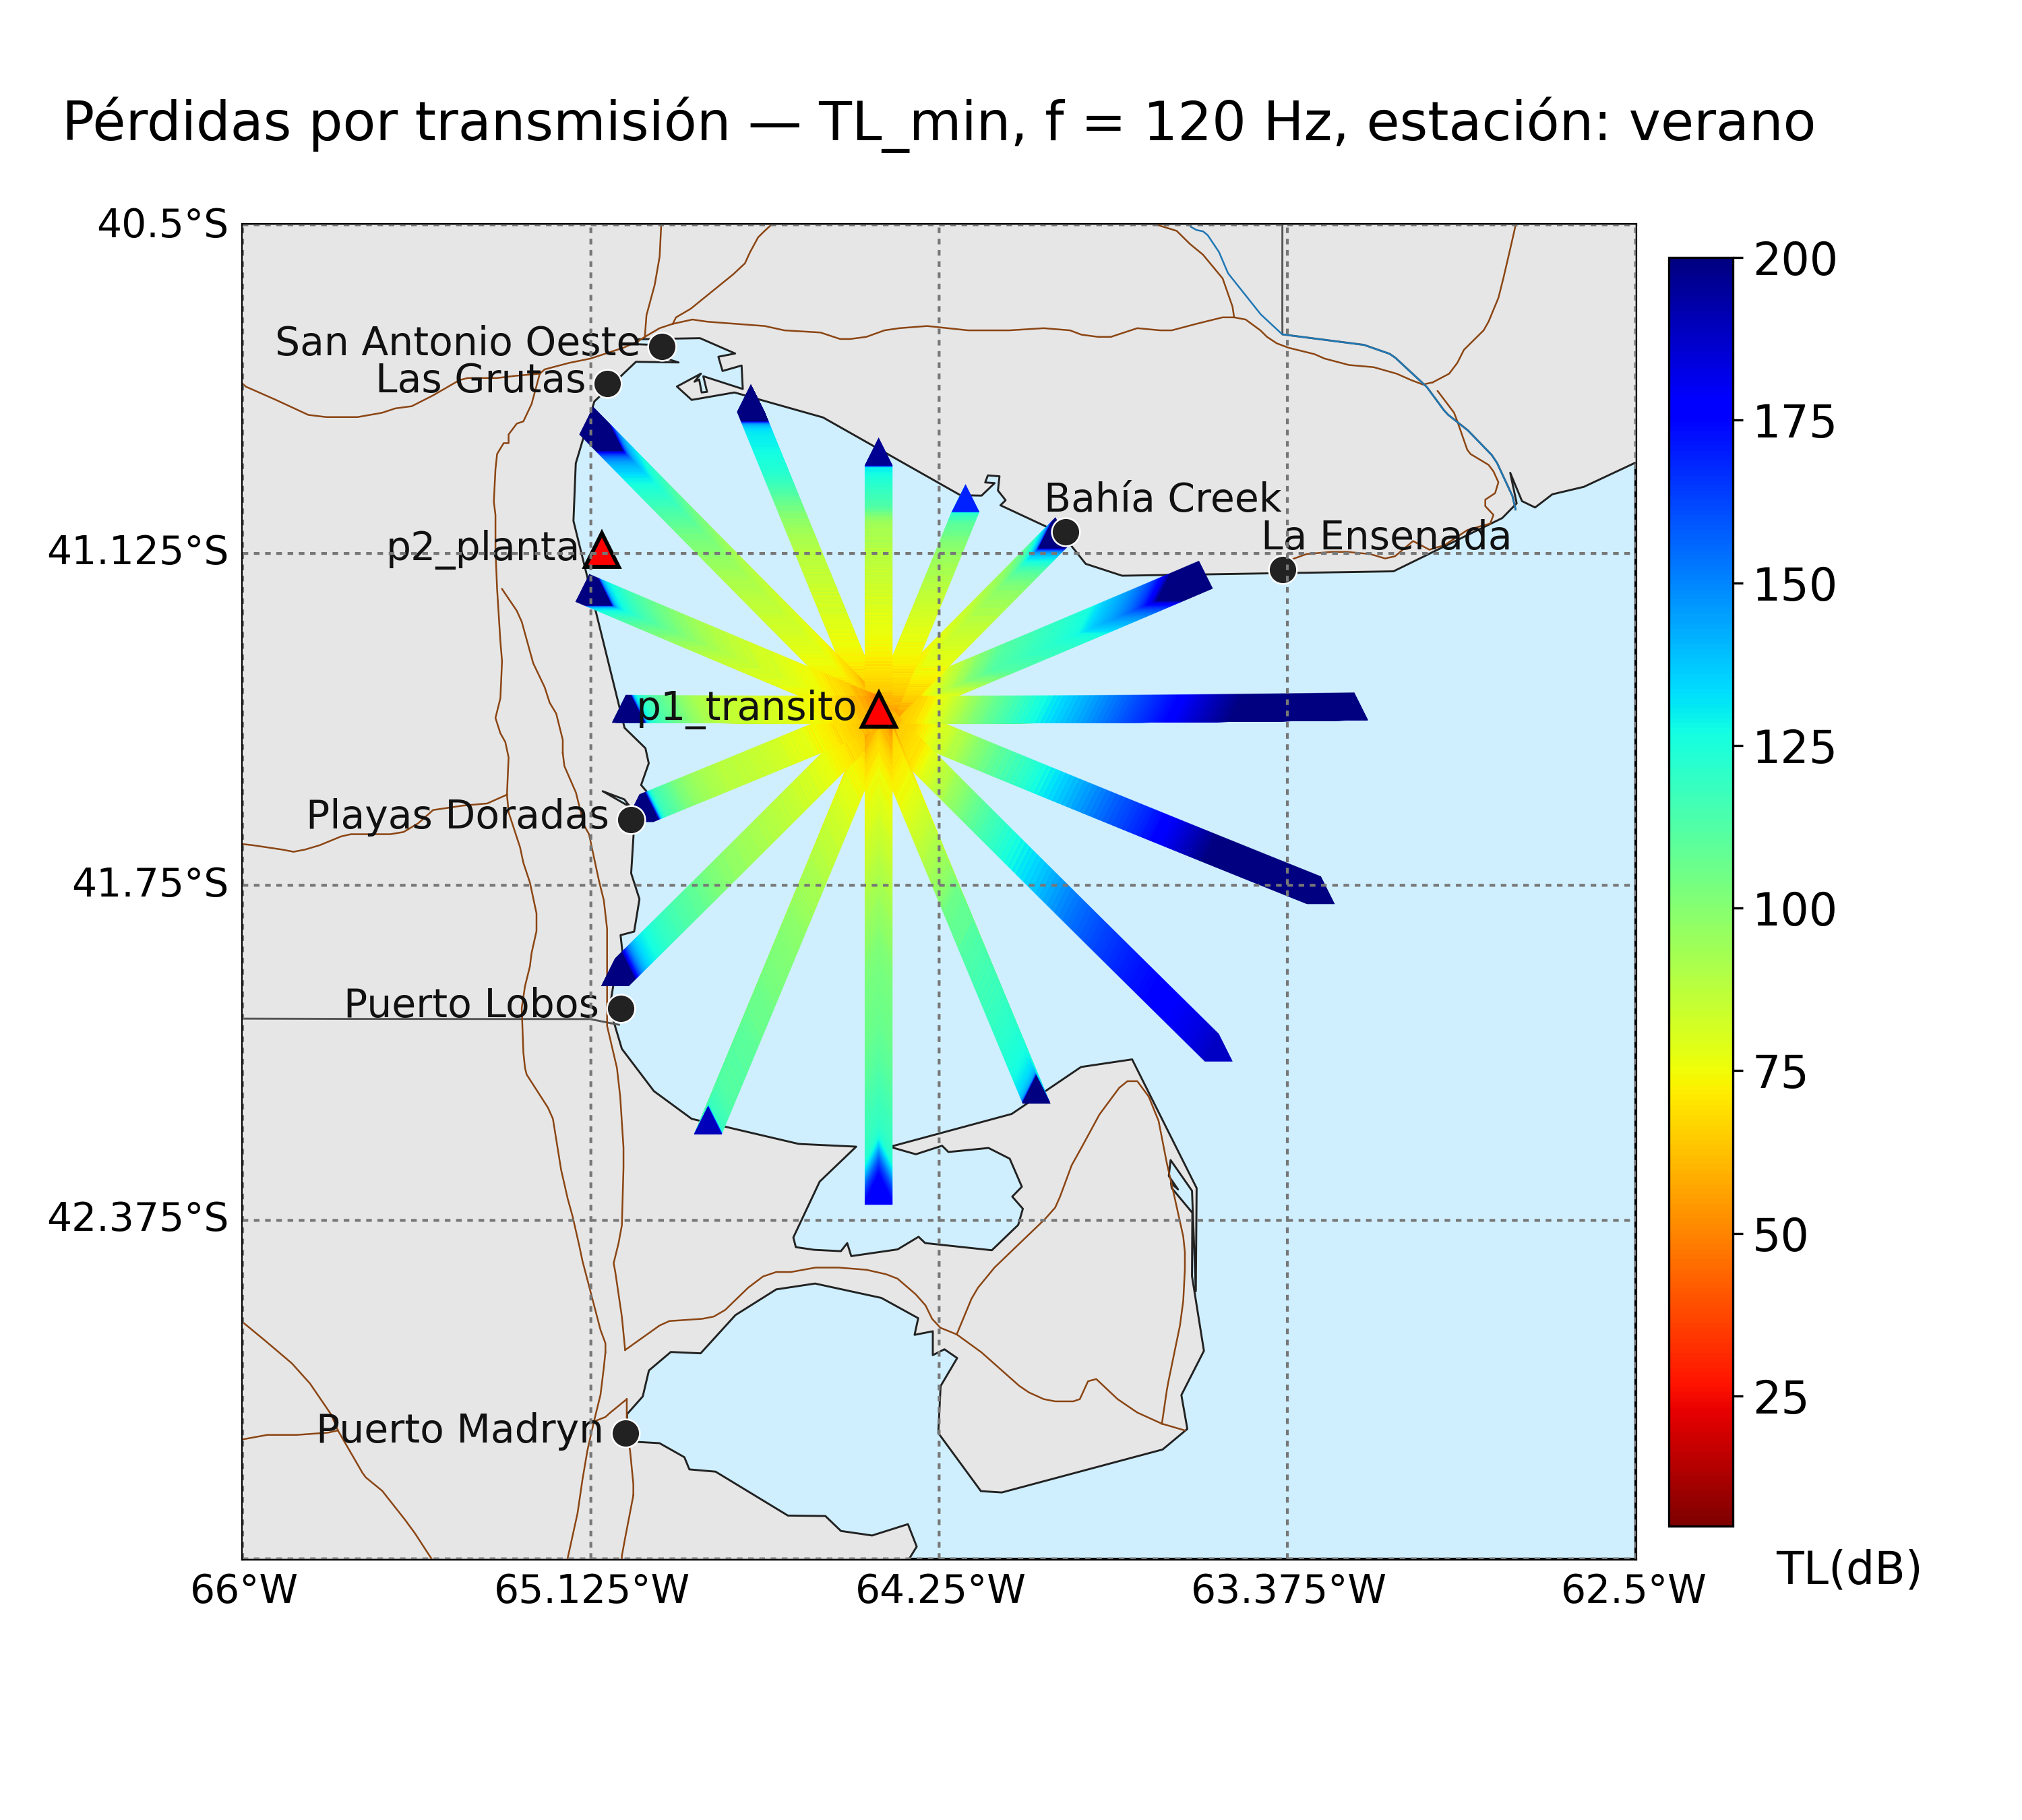 Pérdidas por transmisión — TL_min, f = 120 Hz, estación: verano
40.5°S
200
San Antonio Oeste
Las Grutas
175
Bahía Creek
La Ensenada
p2_planta
41.125°S
150
p1_transito
125
Playas Doradas
41.75°S
100
Puerto Lobos
75
42.375°S
50
25
Puerto Madryn
TL(dB)
66°W
65.125°W
64.25°W
63.375°W
62.5°W